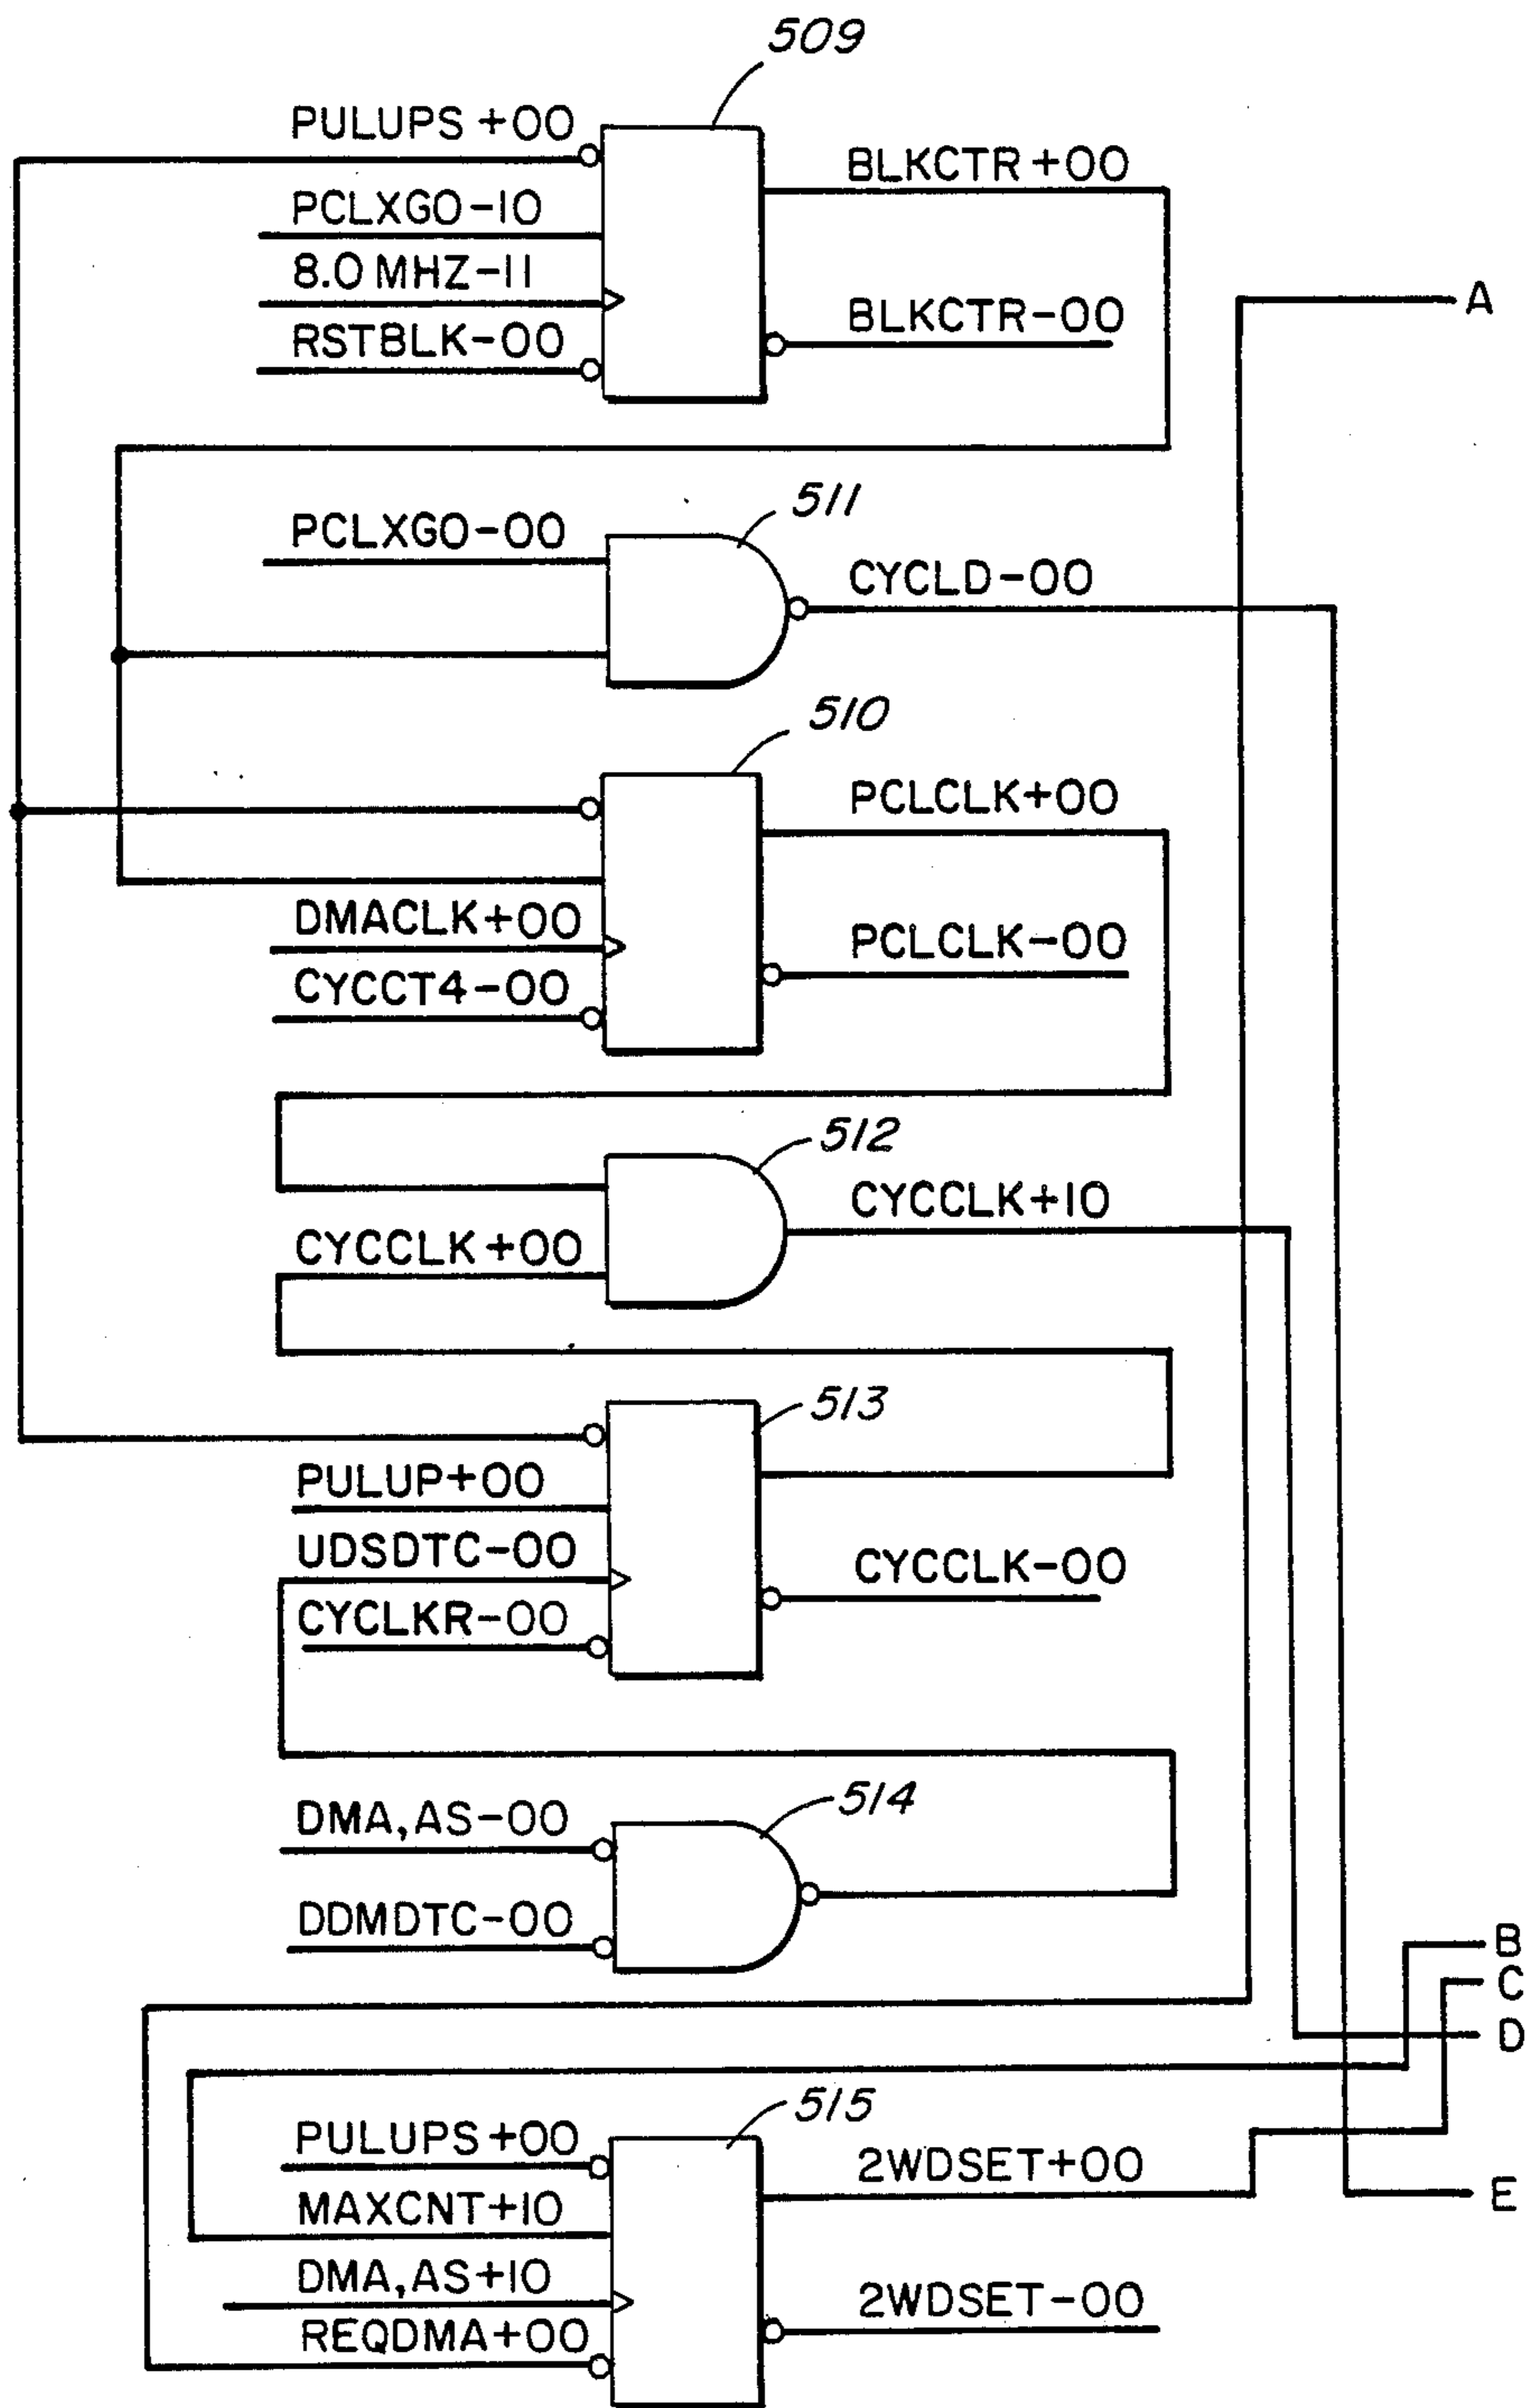 509
PULUPS+00
BLKCTR+00
PCLXGO-10
8.0 MHZ-11
A
BLKCTR-00
RSTBLK-00
511
PCLXGO-00
CYCLD-00
510
PCLCLK+00
DMACLK+00
PCLCLK-00
CYCCT4-00
512
CYCCLK+10
CYCCLK+00
513
PULUP+00
UDSDTC-00
CYCCLK-00
CYCLKR-00
514
DMA,AS-00
DDMDTC-00
B
C
D
515
PULUPS+00
2WDSET+00
E
MAXCNT+10
DMA,AS+10
2WDSET-00
REQDMA+00